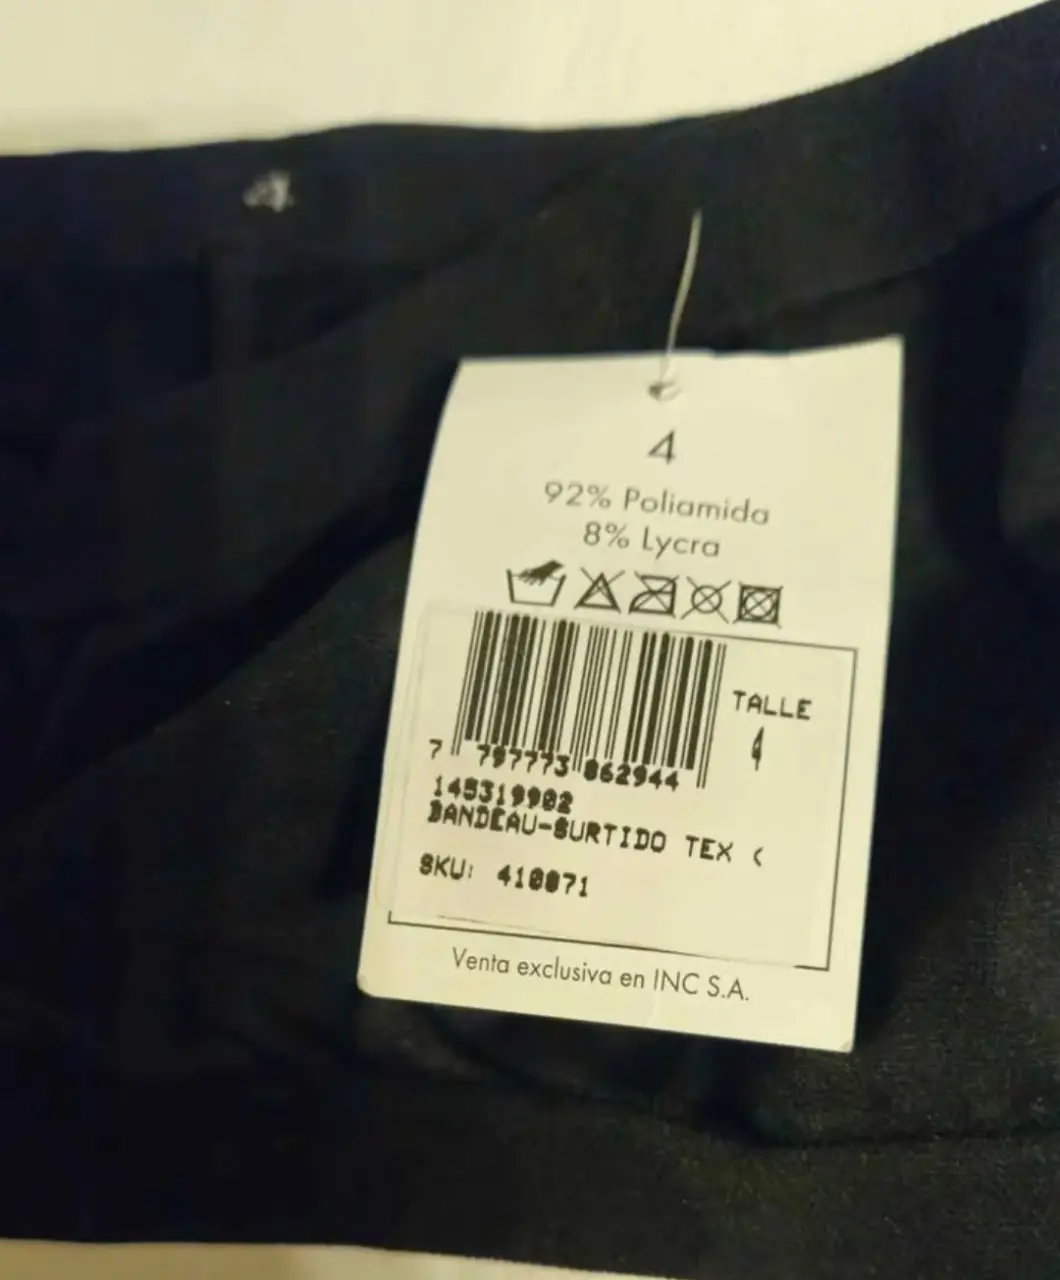 4
4
92% Poliamida
8% Lycra
TALLE
4
7 797773 862944
145319902
BANDEAU-SURTIDO TEX (
SKU: 410071
Venta exclusiva en INC S.A.